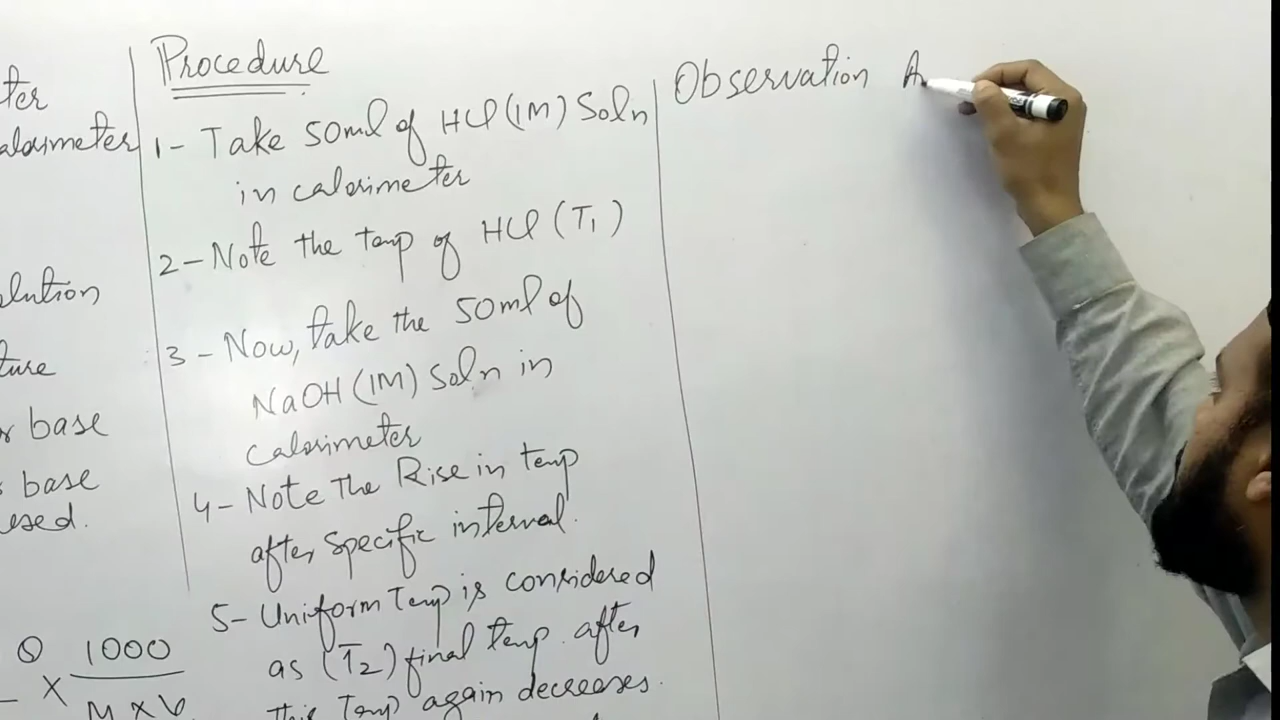 ter
alorimeter
olution
ture
or base
s base
used.
Q × 1000
M × V
Procedure
1- Take 50ml of HCl (1M) Soln
in calorimeter
2- Note the temp of HCl (T1)
3- Now, take the 50ml of
NaOH (1M) Soln in
calorimeter
4- Note the Rise in temp
after specific interval.
5- Uniform Temp is considered
as (T2) final temp. after
this Temp again decreases.
Observation A